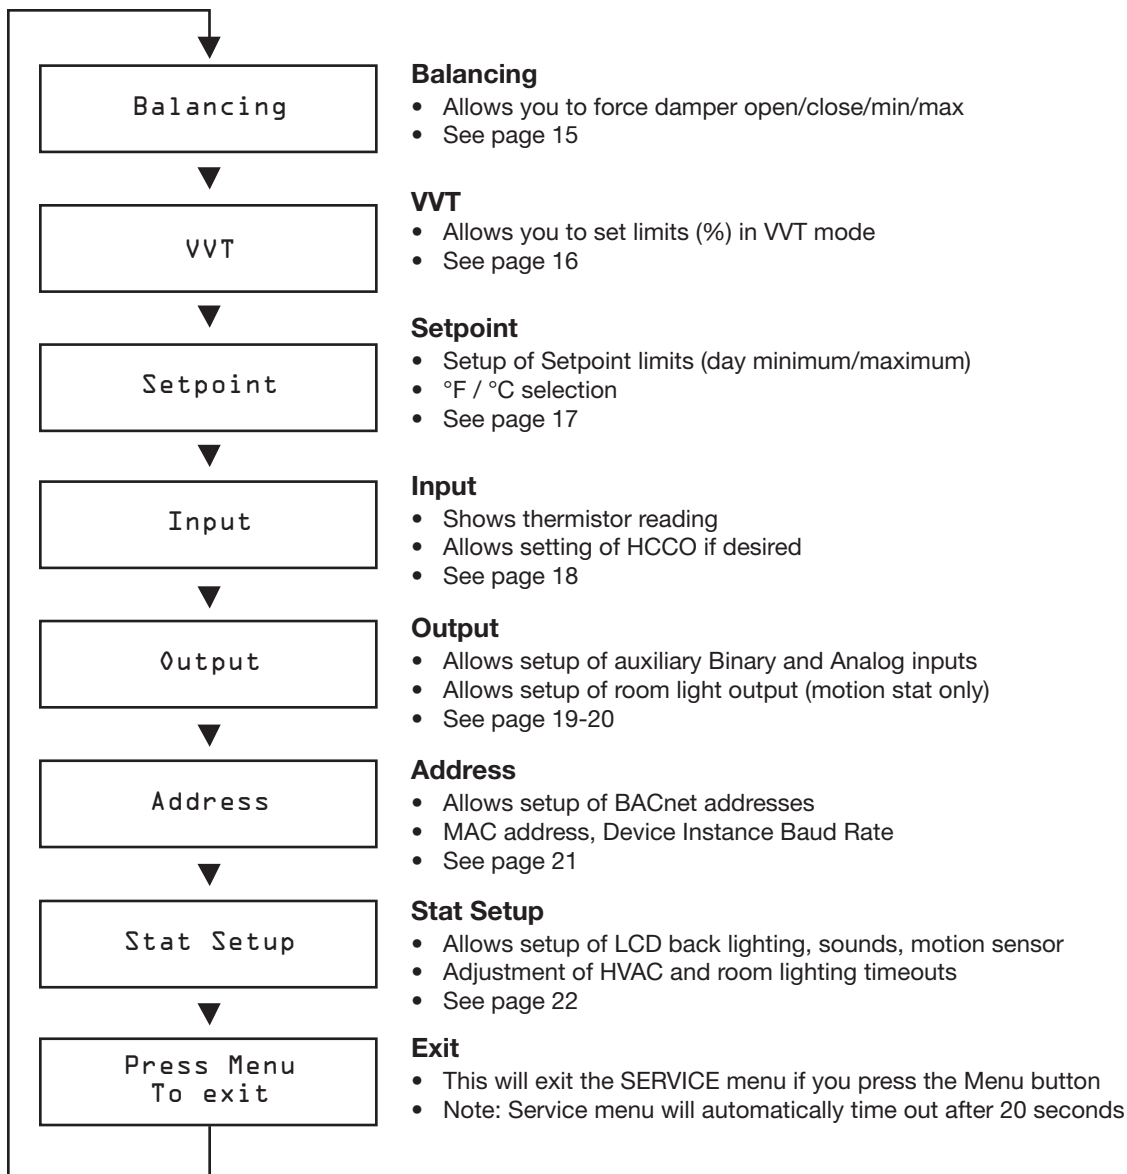 Balancing
Balancing
• Allows you to force damper open/close/min/max
• See page 15
VVT
VVT
• Allows you to set limits (%) in VVT mode
• See page 16
Setpoint
Setpoint
• Setup of Setpoint limits (day minimum/maximum)
• °F / °C selection
• See page 17
Input
Input
• Shows thermistor reading
• Allows setting of HCCO if desired
• See page 18
Output
Output
• Allows setup of auxiliary Binary and Analog inputs
• Allows setup of room light output (motion stat only)
• See page 19-20
Address
Address
• Allows setup of BACnet addresses
• MAC address, Device Instance Baud Rate
• See page 21
Stat Setup
Stat Setup
• Allows setup of LCD back lighting, sounds, motion sensor
• Adjustment of HVAC and room lighting timeouts
• See page 22
Press Menu
To exit
Exit
• This will exit the SERVICE menu if you press the Menu button
• Note: Service menu will automatically time out after 20 seconds